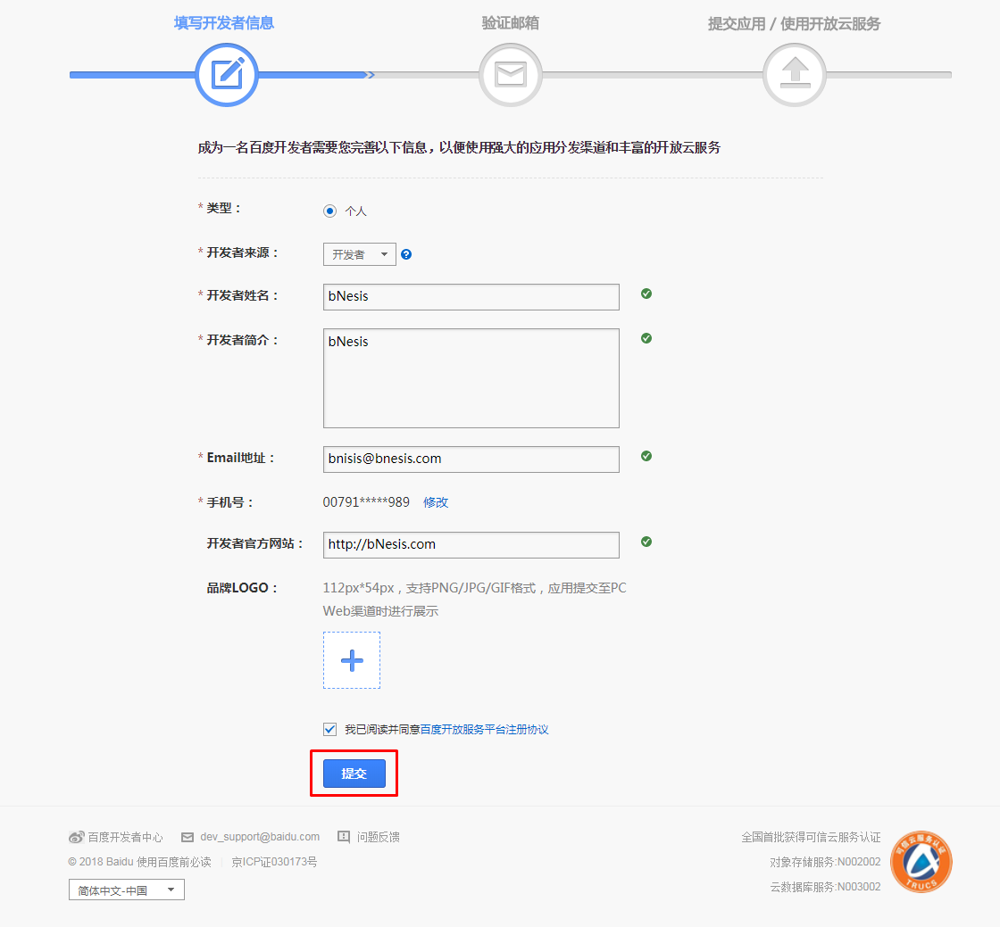 填写开发者信息
验证邮箱
提交应用 / 使用开放云服务
成为一名百度开发者需要您完善以下信息，以便使用强大的应用分发渠道和丰富的开放云服务
* 类型：
个人
* 开发者来源：
开发者
* 开发者姓名：
bNesis
* 开发者简介：
bNesis
* Email地址：
bnisis@bnesis.com
* 手机号：
00791*****989 修改
开发者官方网站：
http://bNesis.com
品牌LOGO：
112px*54px，支持PNG/JPG/GIF格式，应用提交至PC
Web渠道时进行展示
我已阅读并同意百度开放服务平台注册协议
提交
百度开发者中心 dev_support@baidu.com 问题反馈
© 2018 Baidu 使用百度前必读 京ICP证030173号
简体中文-中国
全国首批获得可信云服务认证
对象存储服务:N002002
云数据库服务:N003002
可信云服务认证
TRUCS